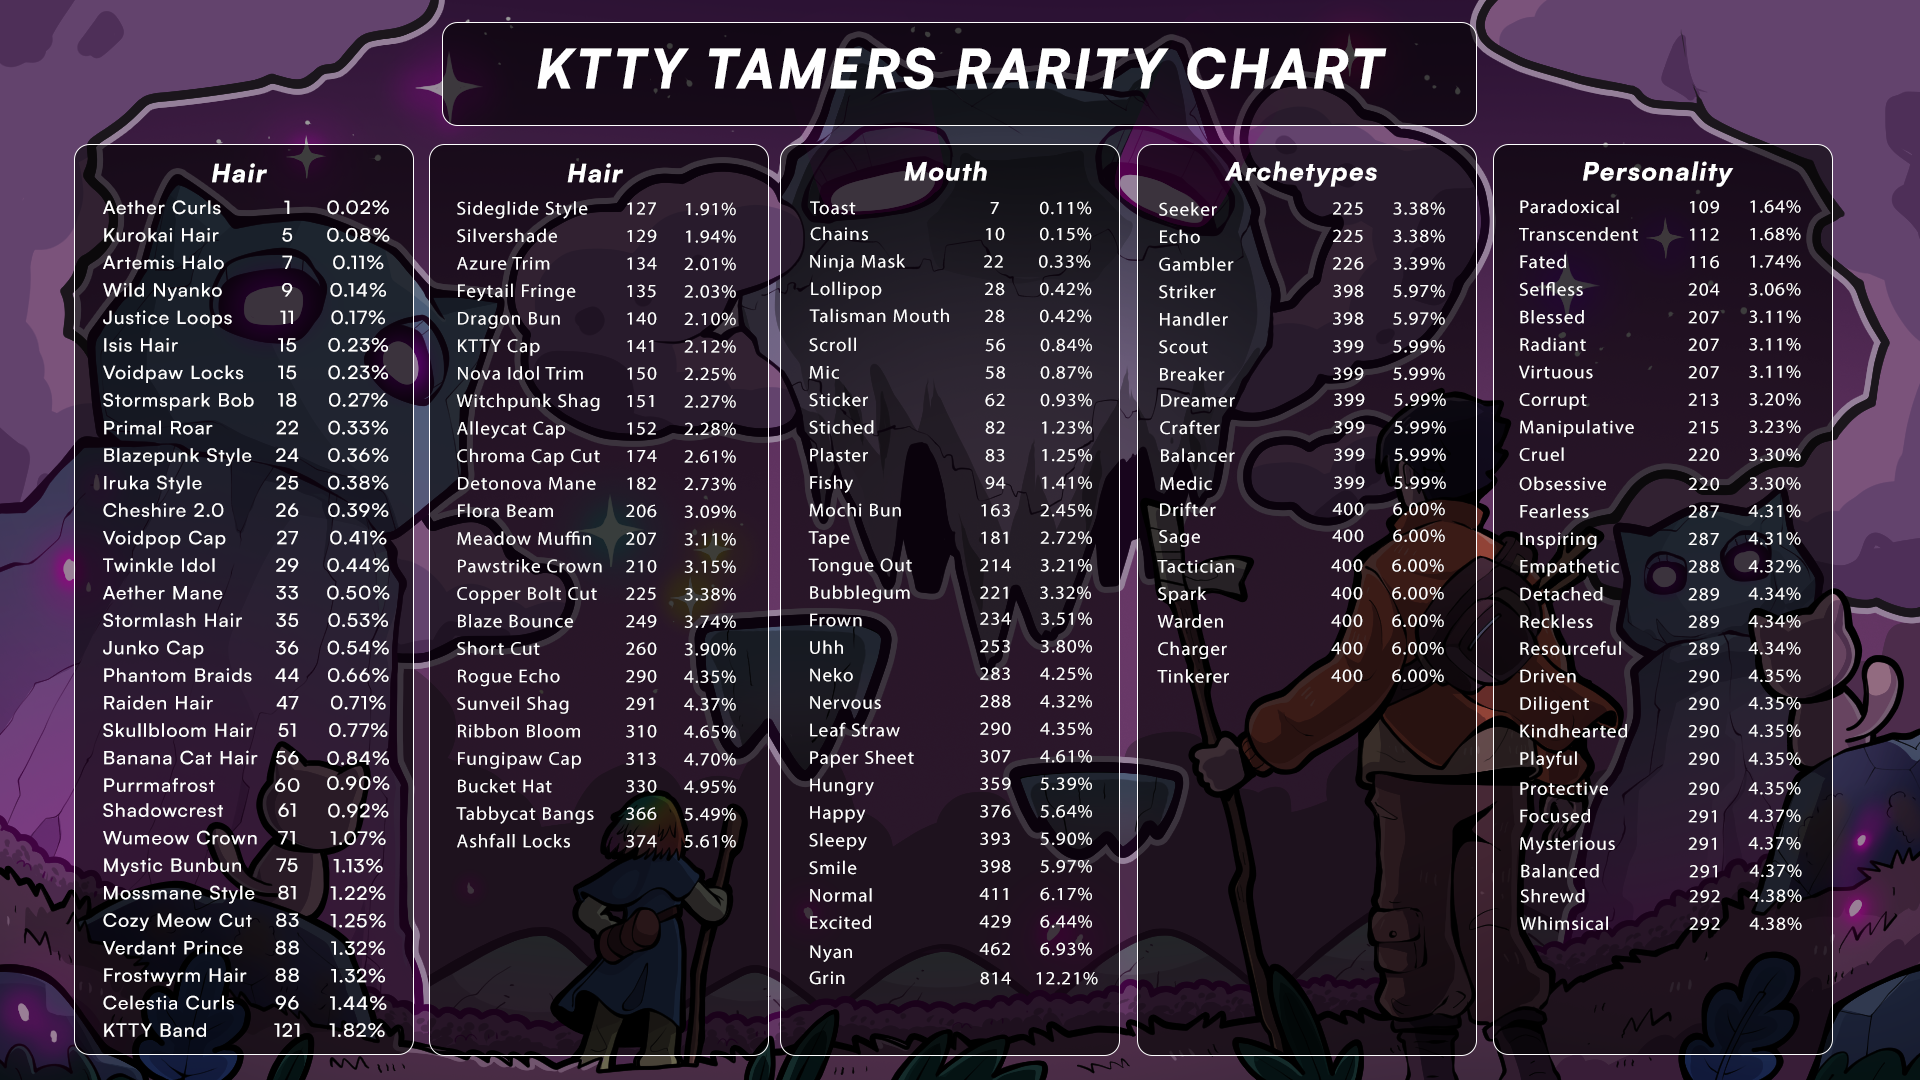 KTTY TAMERS RARITY CHART
Hair
Aether Curls 1 0.02%
Kurokai Hair 5 0.08%
Artemis Halo 7 0.11%
Wild Nyanko 9 0.14%
Justice Loops 11 0.17%
Isis Hair 15 0.23%
Voidpaw Locks 15 0.23%
Stormspark Bob 18 0.27%
Primal Roar 22 0.33%
Blazepunk Style 24 0.36%
Iruka Style 25 0.38%
Cheshire 2.0 26 0.39%
Voidpop Cap 27 0.41%
Twinkle Idol 29 0.44%
Aether Mane 33 0.50%
Stormlash Hair 35 0.53%
Junko Cap 36 0.54%
Phantom Braids 44 0.66%
Raiden Hair 47 0.71%
Skullbloom Hair 51 0.77%
Banana Cat Hair 56 0.84%
Purrmafrost 60 0.90%
Shadowcrest 61 0.92%
Wumeow Crown 71 1.07%
Mystic Bunbun 75 1.13%
Mossmane Style 81 1.22%
Cozy Meow Cut 83 1.25%
Verdant Prince 88 1.32%
Frostwyrm Hair 88 1.32%
Celestia Curls 96 1.44%
KTTY Band 121 1.82%
Hair
Sideglide Style 127 1.91%
Silvershade 129 1.94%
Azure Trim 134 2.01%
Feytail Fringe 135 2.03%
Dragon Bun 140 2.10%
KTTY Cap 141 2.12%
Nova Idol Trim 150 2.25%
Witchpunk Shag 151 2.27%
Alleycat Cap 152 2.28%
Chroma Cap Cut 174 2.61%
Detonova Mane 182 2.73%
Flora Beam 206 3.09%
Meadow Muffin 207 3.11%
Pawstrike Crown 210 3.15%
Copper Bolt Cut 225 3.38%
Blaze Bounce 249 3.74%
Short Cut 260 3.90%
Rogue Echo 290 4.35%
Sunveil Shag 291 4.37%
Ribbon Bloom 310 4.65%
Fungipaw Cap 313 4.70%
Bucket Hat 330 4.95%
Tabbycat Bangs 366 5.49%
Ashfall Locks 374 5.61%
Mouth
Toast 7 0.11%
Chains 10 0.15%
Ninja Mask 22 0.33%
Lollipop 28 0.42%
Talisman Mouth 28 0.42%
Scroll 56 0.84%
Mic 58 0.87%
Sticker 62 0.93%
Stiched 82 1.23%
Plaster 83 1.25%
Fishy 94 1.41%
Mochi Bun 163 2.45%
Tape 181 2.72%
Tongue Out 214 3.21%
Bubblegum 221 3.32%
Frown 234 3.51%
Uhh 253 3.80%
Neko 283 4.25%
Nervous 288 4.32%
Leaf Straw 290 4.35%
Paper Sheet 307 4.61%
Hungry 359 5.39%
Happy 376 5.64%
Sleepy 393 5.90%
Smile 398 5.97%
Normal 411 6.17%
Excited 429 6.44%
Nyan 462 6.93%
Grin 814 12.21%
Archetypes
Seeker 225 3.38%
Echo 225 3.38%
Gambler 226 3.39%
Striker 398 5.97%
Handler 398 5.97%
Scout 399 5.99%
Breaker 399 5.99%
Dreamer 399 5.99%
Crafter 399 5.99%
Balancer 399 5.99%
Medic 399 5.99%
Drifter 400 6.00%
Sage 400 6.00%
Tactician 400 6.00%
Spark 400 6.00%
Warden 400 6.00%
Charger 400 6.00%
Tinkerer 400 6.00%
Personality
Paradoxical 109 1.64%
Transcendent 112 1.68%
Fated 116 1.74%
Selfless 204 3.06%
Blessed 207 3.11%
Radiant 207 3.11%
Virtuous 207 3.11%
Corrupt 213 3.20%
Manipulative 215 3.23%
Cruel 220 3.30%
Obsessive 220 3.30%
Fearless 287 4.31%
Inspiring 287 4.31%
Empathetic 288 4.32%
Detached 289 4.34%
Reckless 289 4.34%
Resourceful 289 4.34%
Driven 290 4.35%
Diligent 290 4.35%
Kindhearted 290 4.35%
Playful 290 4.35%
Protective 290 4.35%
Focused 291 4.37%
Mysterious 291 4.37%
Balanced 291 4.37%
Shrewd 292 4.38%
Whimsical 292 4.38%